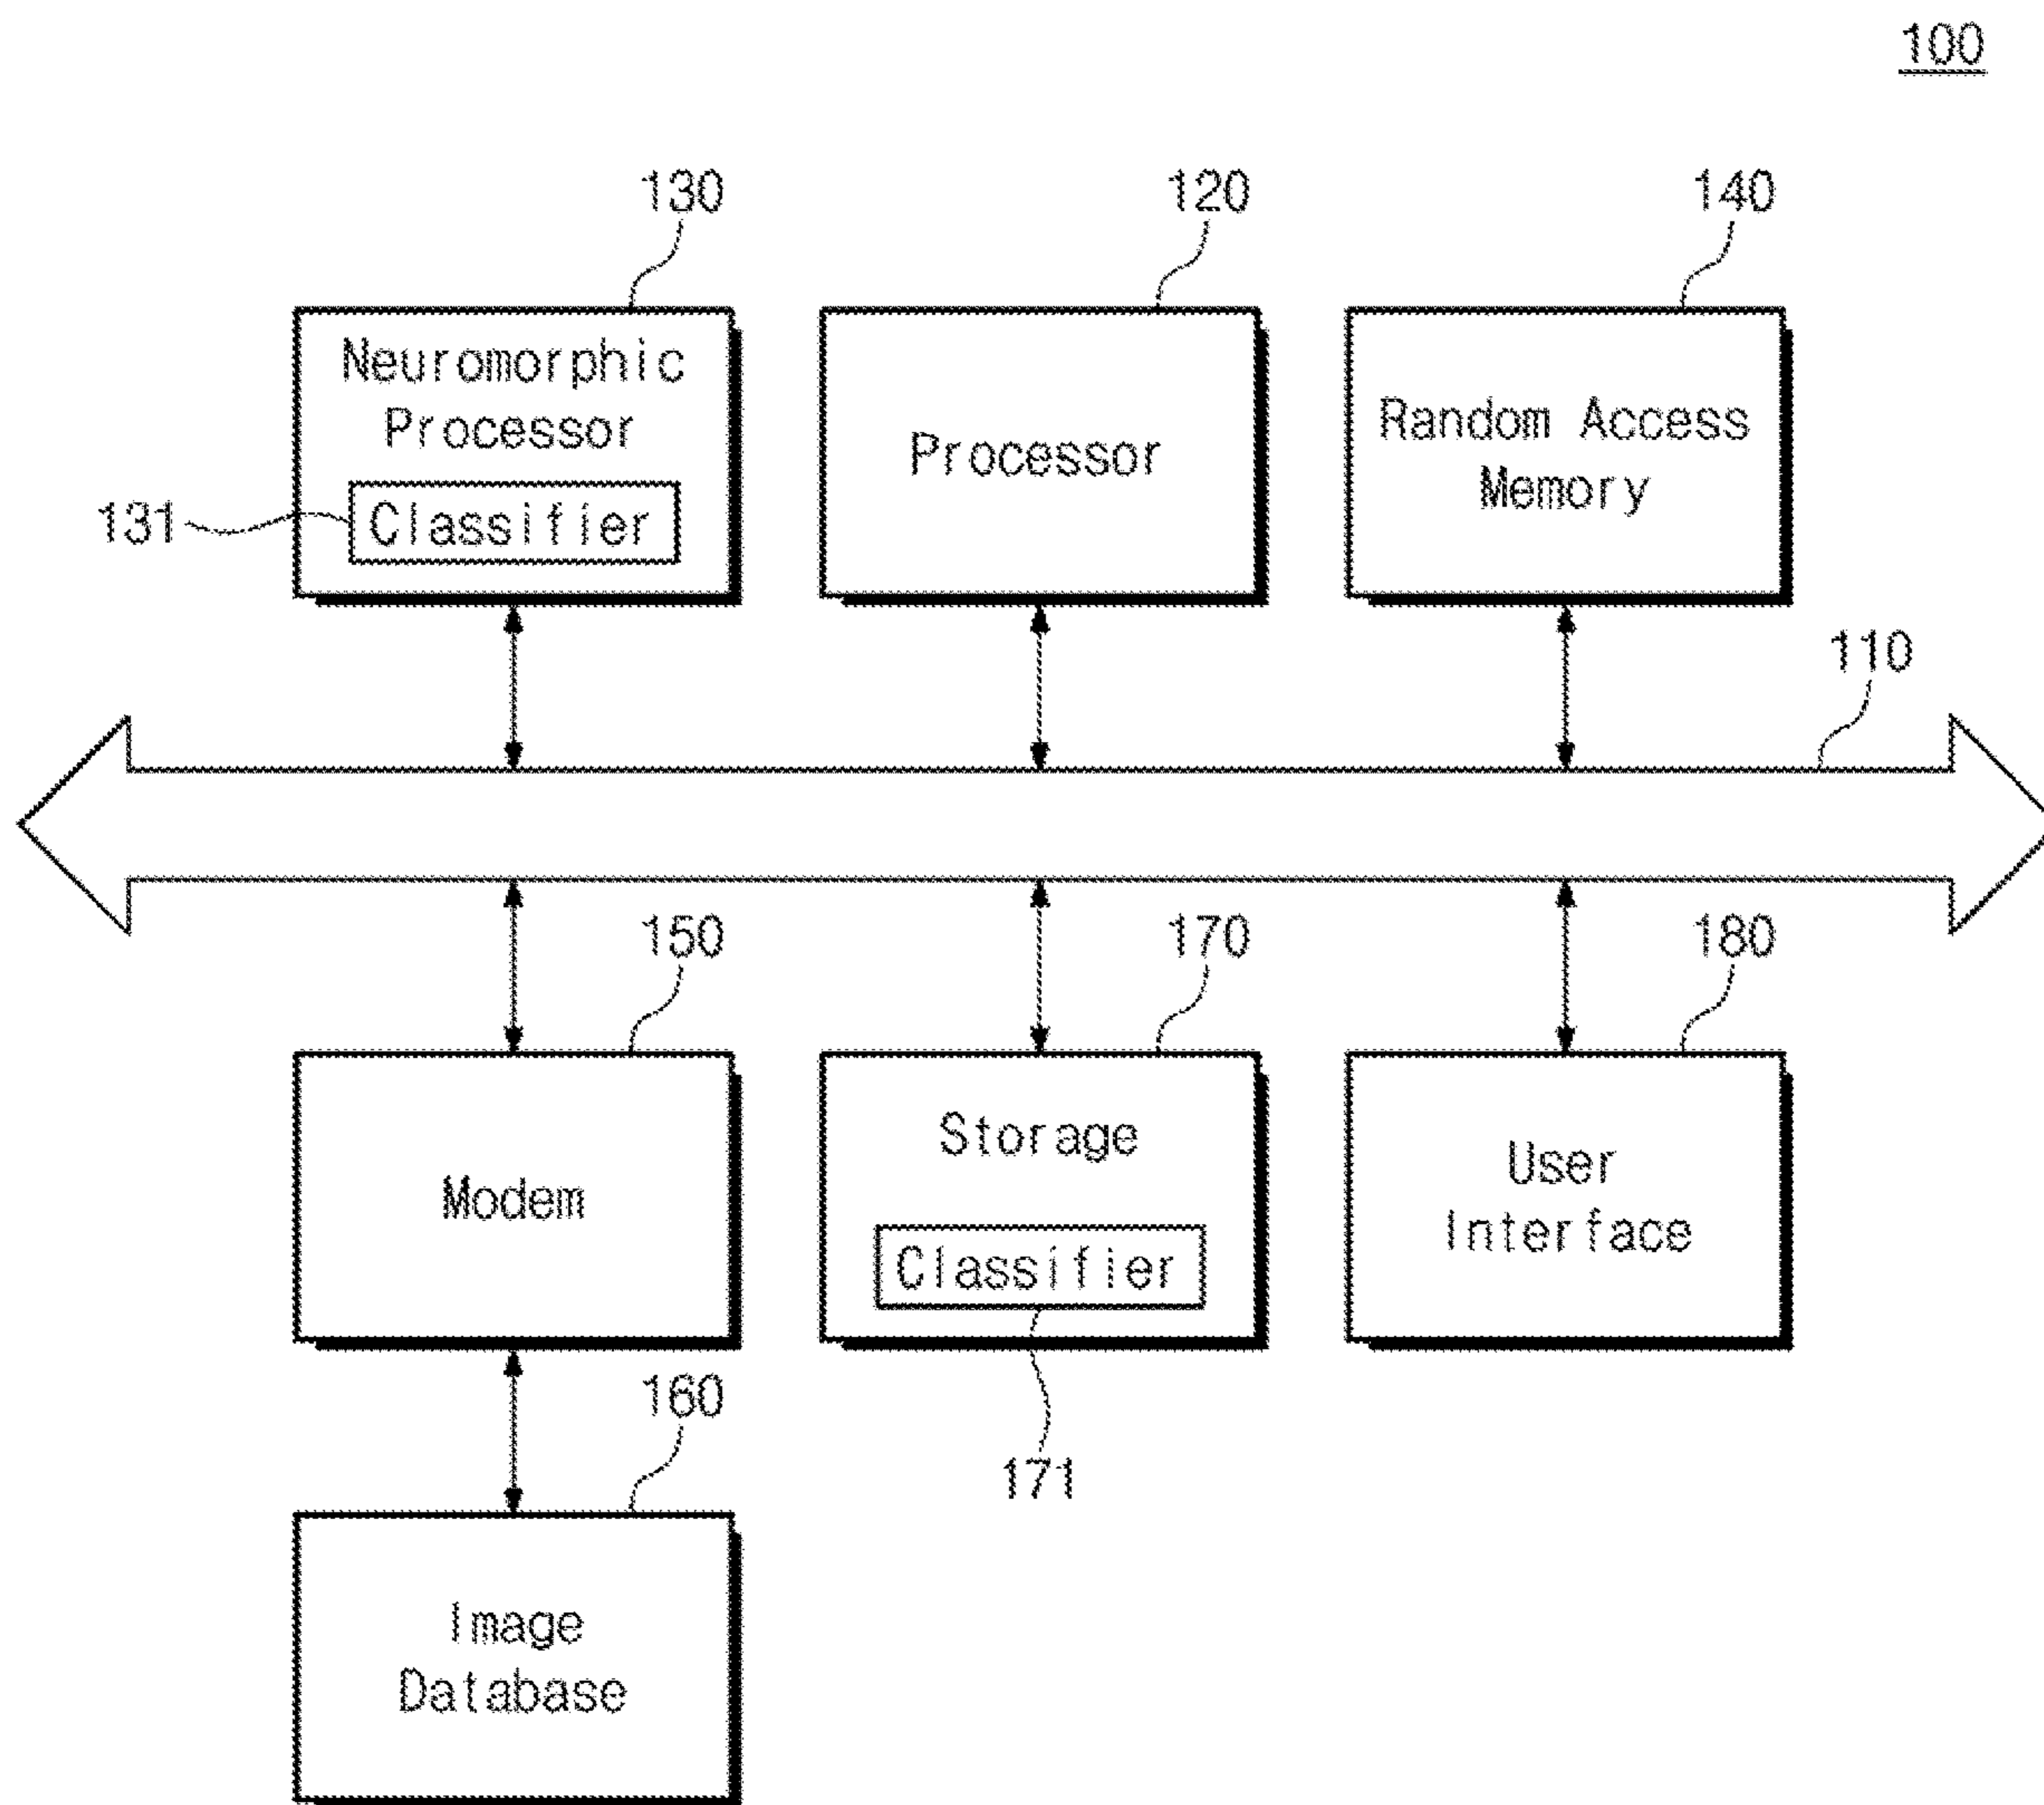 100
130
120
140
Neuromorphic
Processor
131
Classifier
Processor
Random Access
Memory
110
150
170
180
Modem
Storage
Classifier
171
User
Interface
160
Image
Database